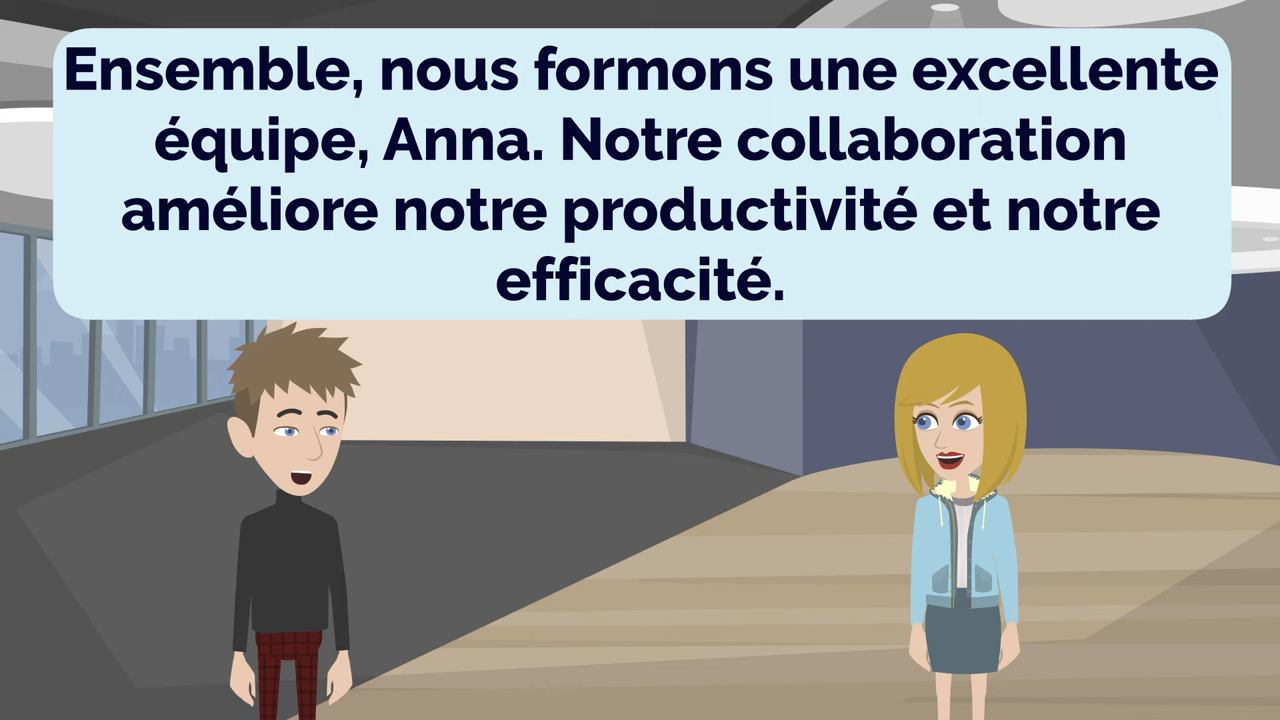 Ensemble, nous formons une excellente
équipe, Anna. Notre collaboration
améliore notre productivité et notre
efficacité.